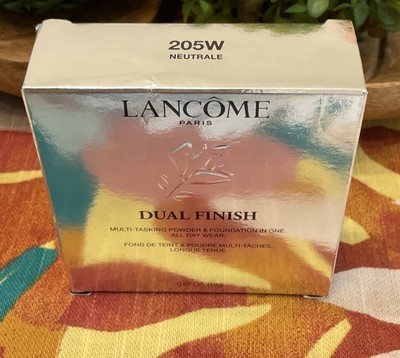 205W
NEUTRALE
LANCÔME
PARIS
DUAL FINISH
MULTI-TASKING POWDER & FOUNDATION IN ONE.
ALL DAY WEAR.
FOND DE TEINT & POUDRE MULTI-TÂCHES.
LONGUE TENUE.